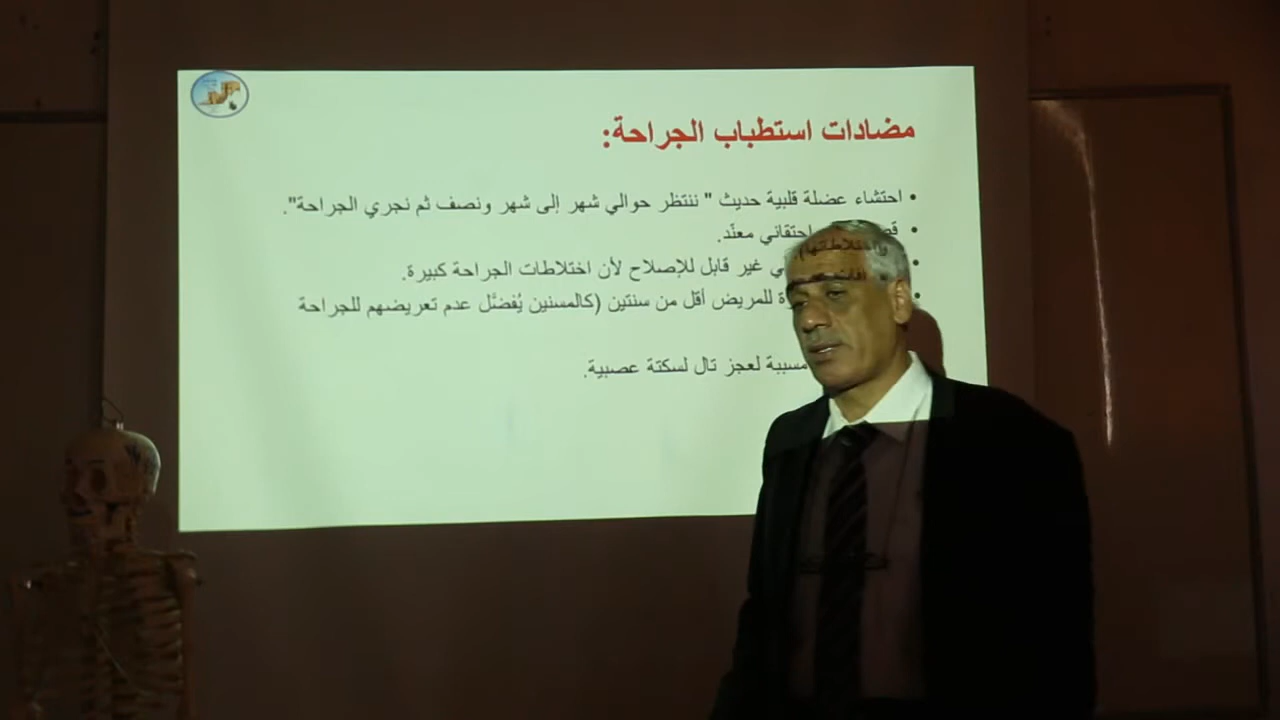 مضادات استطباب الجراحة:
• احتشاء عضلة قلبية حديث " ننتظر حوالي شهر إلى شهر ونصف ثم نجري الجراحة".
• احتقاني معنّد.
• غير قابل للإصلاح لأن اختلاطات الجراحة كبيرة.
• للمريض أقل من سنتين (كالمسنين يُفضَّل عدم تعريضهم للجراحة
واختلاطاتها).
مسببة لعجز تال لسكتة عصبية.